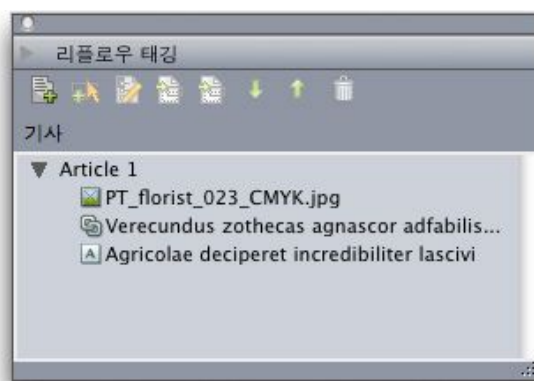 리플로우 태깅
기사
Article 1
PT_florist_023_CMYK.jpg
Verecundus zothecas agnascor adfabilis...
A Agricolae deciperet incredibiliter lascivi